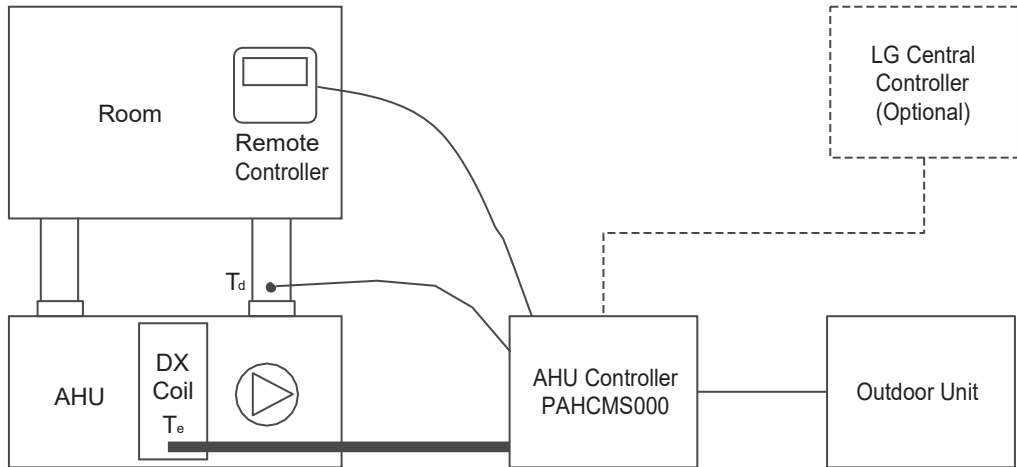 Room
Remote
Controller
LG Central
Controller
(Optional)
Td
AHU
DX
Coil
Te
AHU Controller
PAHCMS000
Outdoor Unit